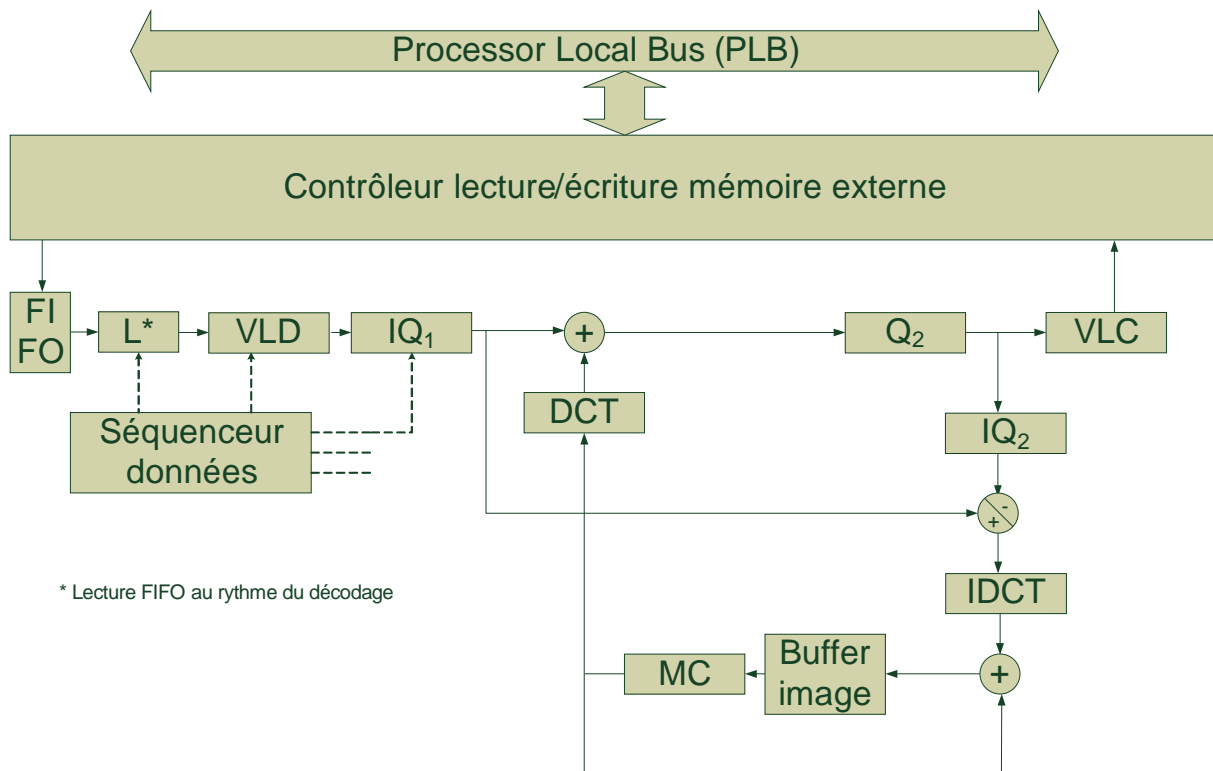 Processor Local Bus (PLB)
Contrôleur lecture/écriture mémoire externe
FI
FO
L*
VLD
IQ₁
+
Q₂
VLC
DCT
IQ₂
Séquenceur
données
-
+
* Lecture FIFO au rythme du décodage
IDCT
MC
Buffer
image
+